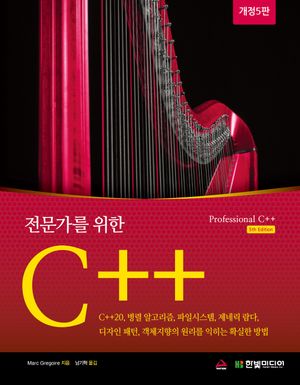 개정5판
전문가를 위한
Professional C++
5th Edition
C++
C++20, 병렬 알고리즘, 파일시스템, 제네릭 람다,
디자인 패턴, 객체지향의 원리를 익히는 확실한 방법
Marc Gregoire 지음 남기혁 옮김
한빛미디어